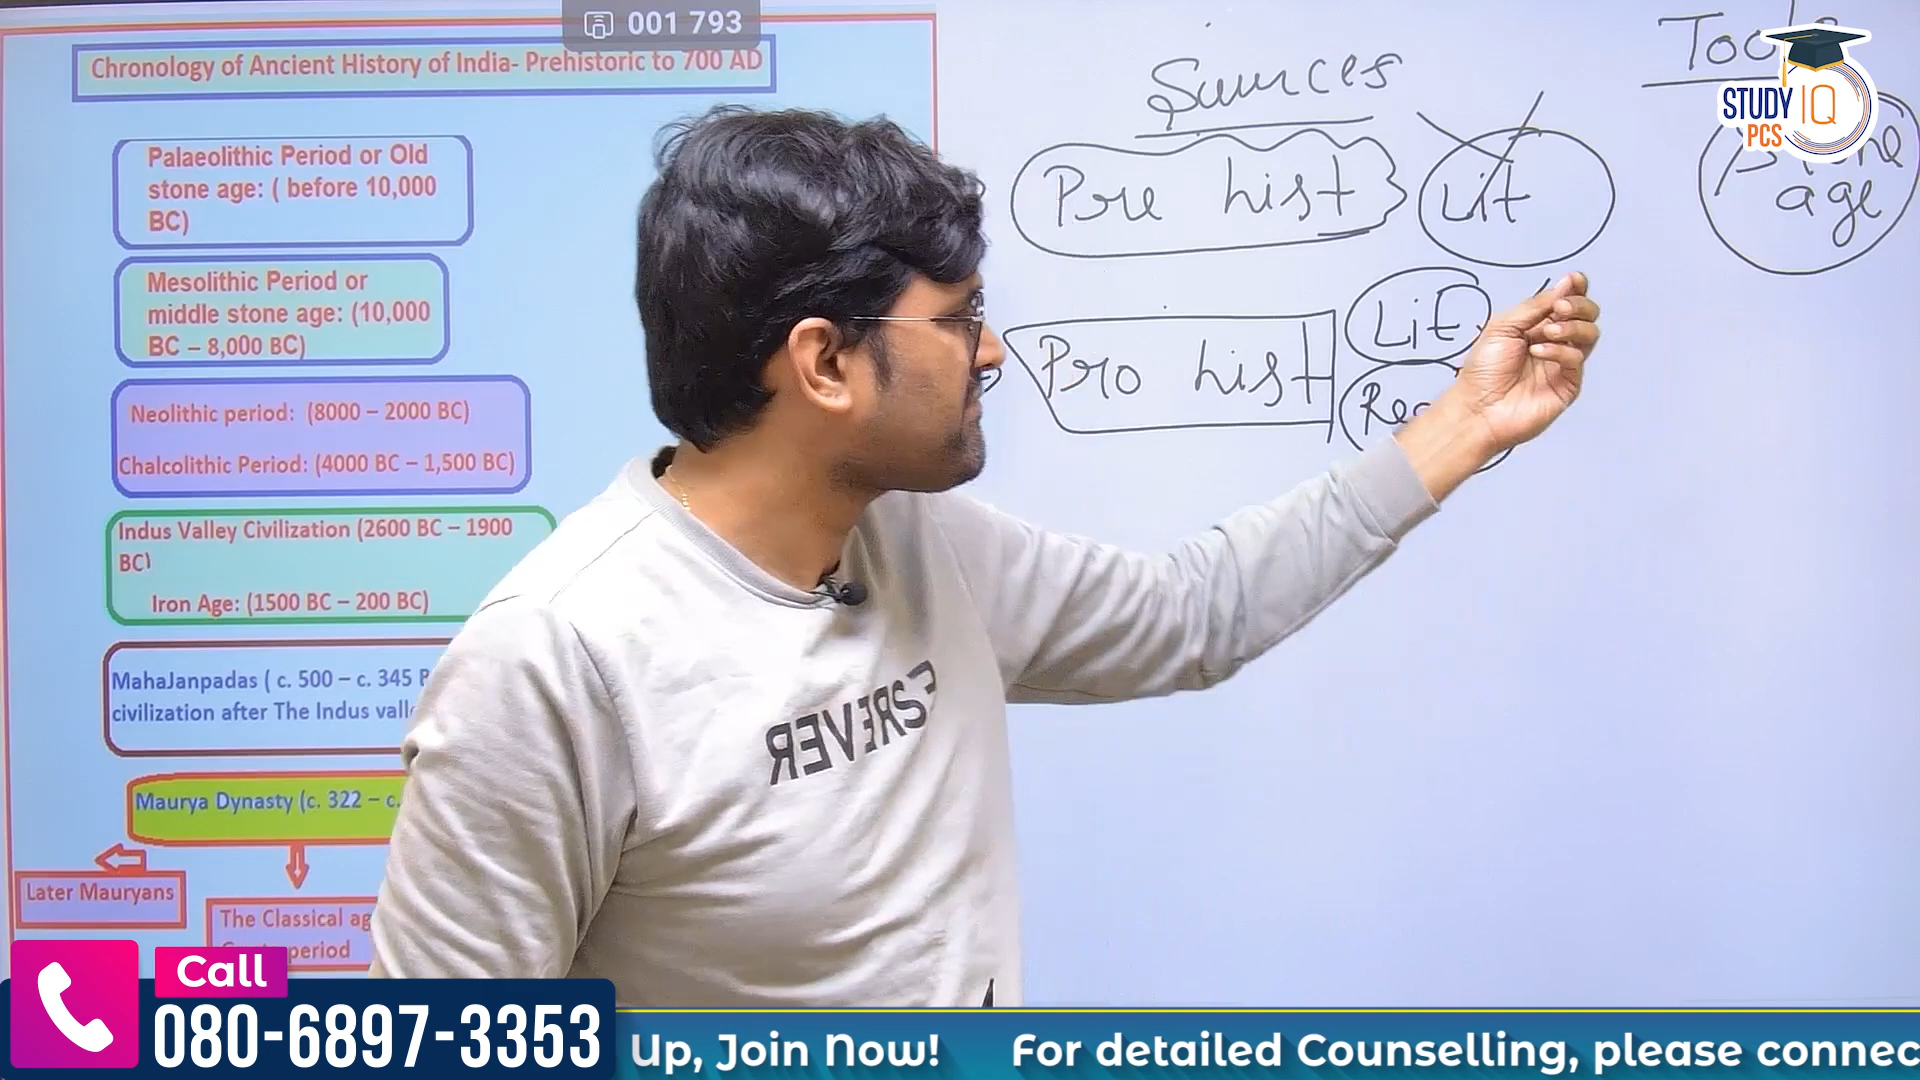 001 793
Chronology of Ancient History of India- Prehistoric to 700 AD
Palaeolithic Period or Old
stone age: ( before 10,000
BC)
Mesolithic Period or
middle stone age: (10,000
BC – 8,000 BC)
Neolithic period: (8000 – 2000 BC)
Chalcolithic Period: (4000 BC – 1,500 BC)
Indus Valley Civilization (2600 BC – 1900
BC)
Iron Age: (1500 BC – 200 BC)
MahaJanpadas ( c. 500 – c. 345
civilization after The Indus
Maurya Dynasty (c. 322 – c.
Later Mauryans
The Classical
period
Sources
Pre hist
Lit
Pro hist
Lit
age
STUDY IQ
PCS
FOREVER
Call
080-6897-3353
Up, Join Now! For detailed Counselling, please